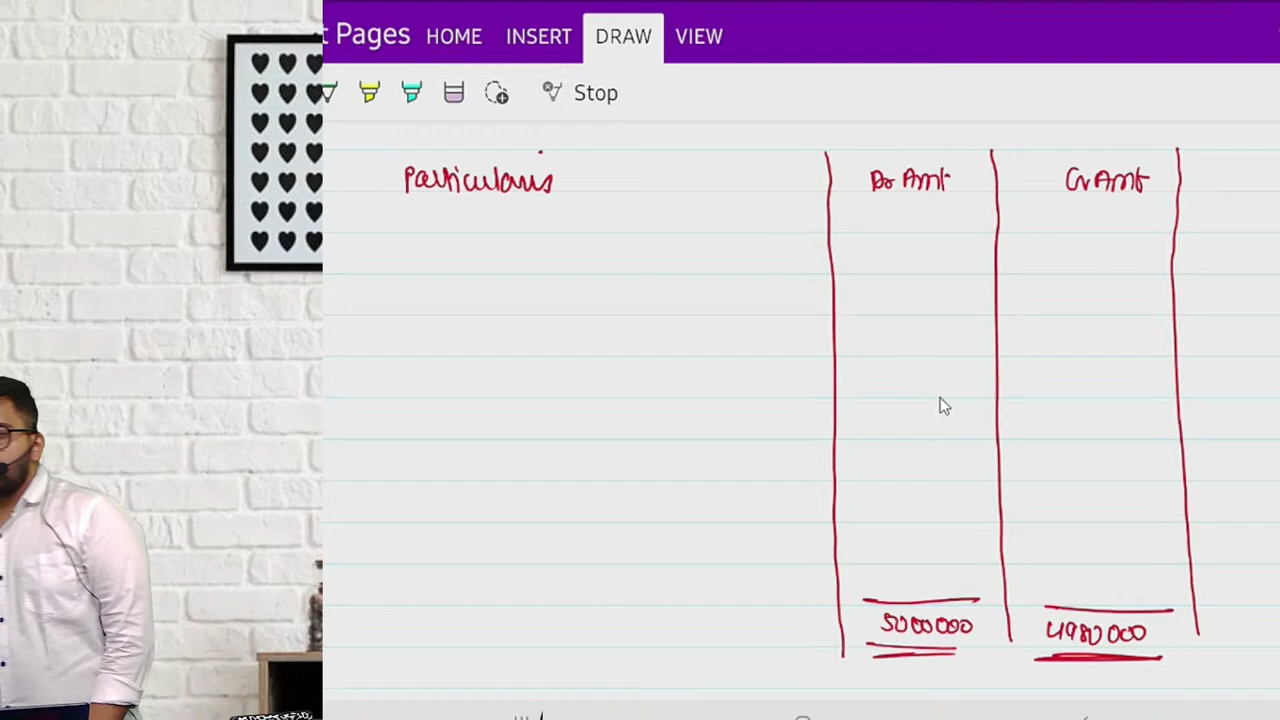 t Pages HOME INSERT DRAW VIEW
Stop
Particulars Dr Amt Cr Amt
5000000 4980000